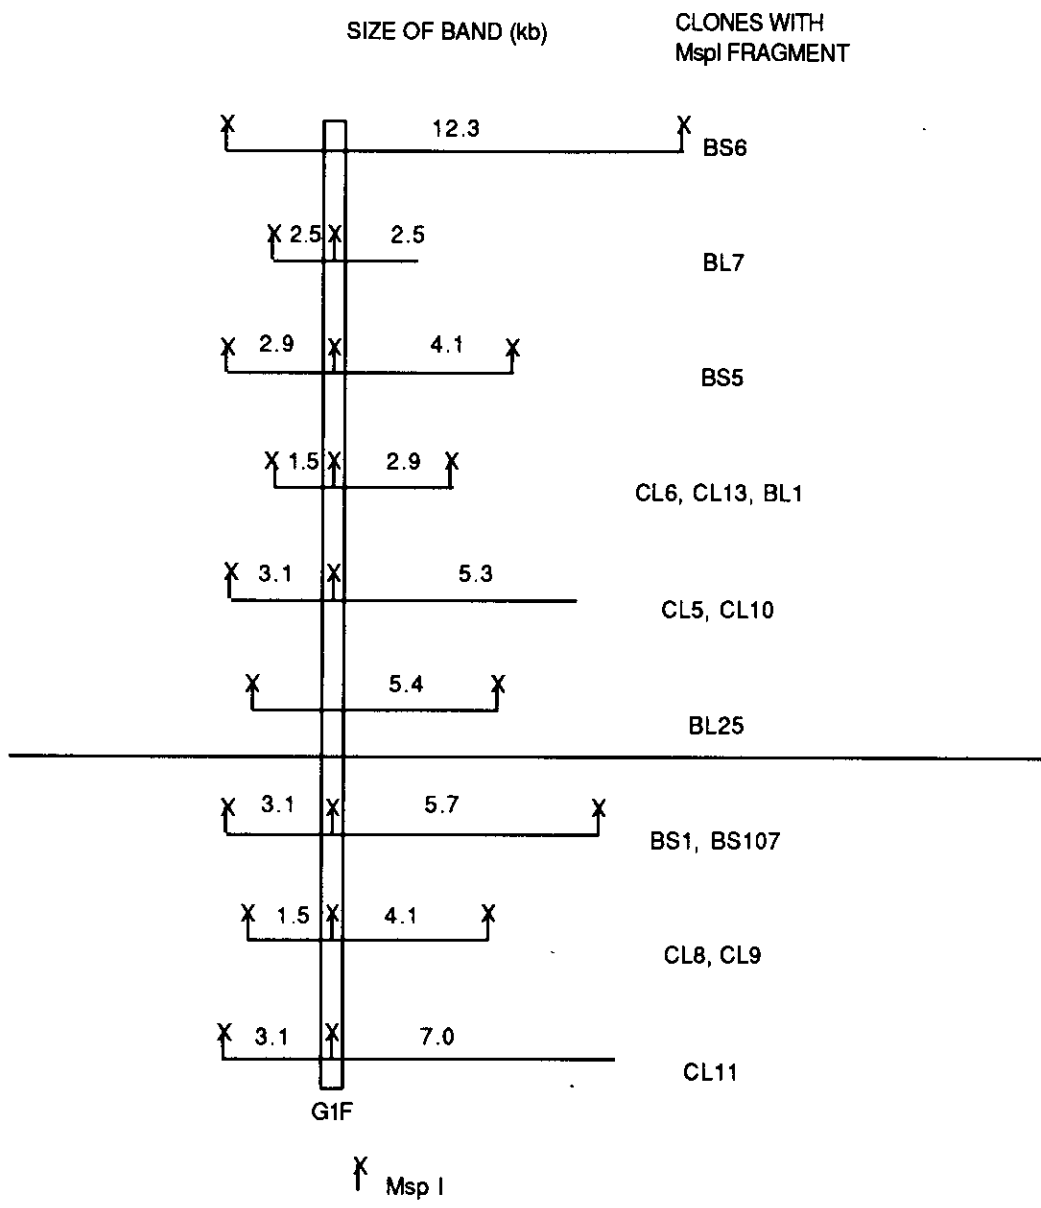 SIZE OF BAND (kb)
CLONES WITH
MspI FRAGMENT
X 12.3 X
BS6
X 2.5 X 2.5
BL7
X 2.9 X 4.1 X
BS5
X 1.5 X 2.9 X
CL6, CL13, BL1
X 3.1 X 5.3
CL5, CL10
X 5.4 X
BL25
X 3.1 X 5.7 X
BS1, BS107
X 1.5 X 4.1 X
CL8, CL9
X 3.1 X 7.0
CL11
G1F
X Msp I